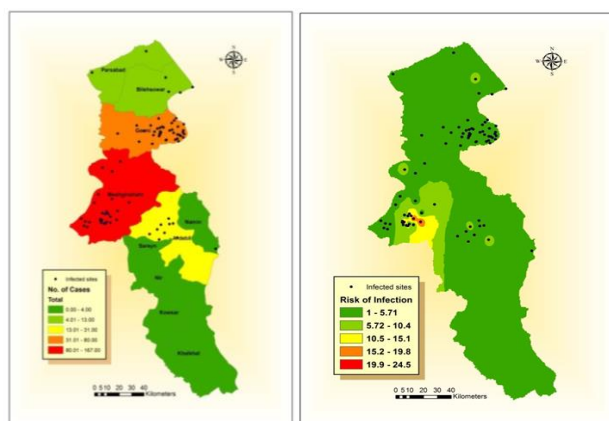 N
W E
S
Parsabad
Bilehsavar
Germi
Meshginshahr
Namin
Ardabil
Sareyn
Nir
Kowsar
Khalkhal
• Infected sites
No. of Cases
Total
0.00 - 4.00
4.01 - 13.00
13.01 - 31.00
31.01 - 80.00
80.01 - 167.00
0 5 10 20 30 40
Kilometers
N
W E
S
• Infected sites
Risk of Infection
1 - 5.71
5.72 - 10.4
10.5 - 15.1
15.2 - 19.8
19.9 - 24.5
0 5 10 20 30 40
Kilometers